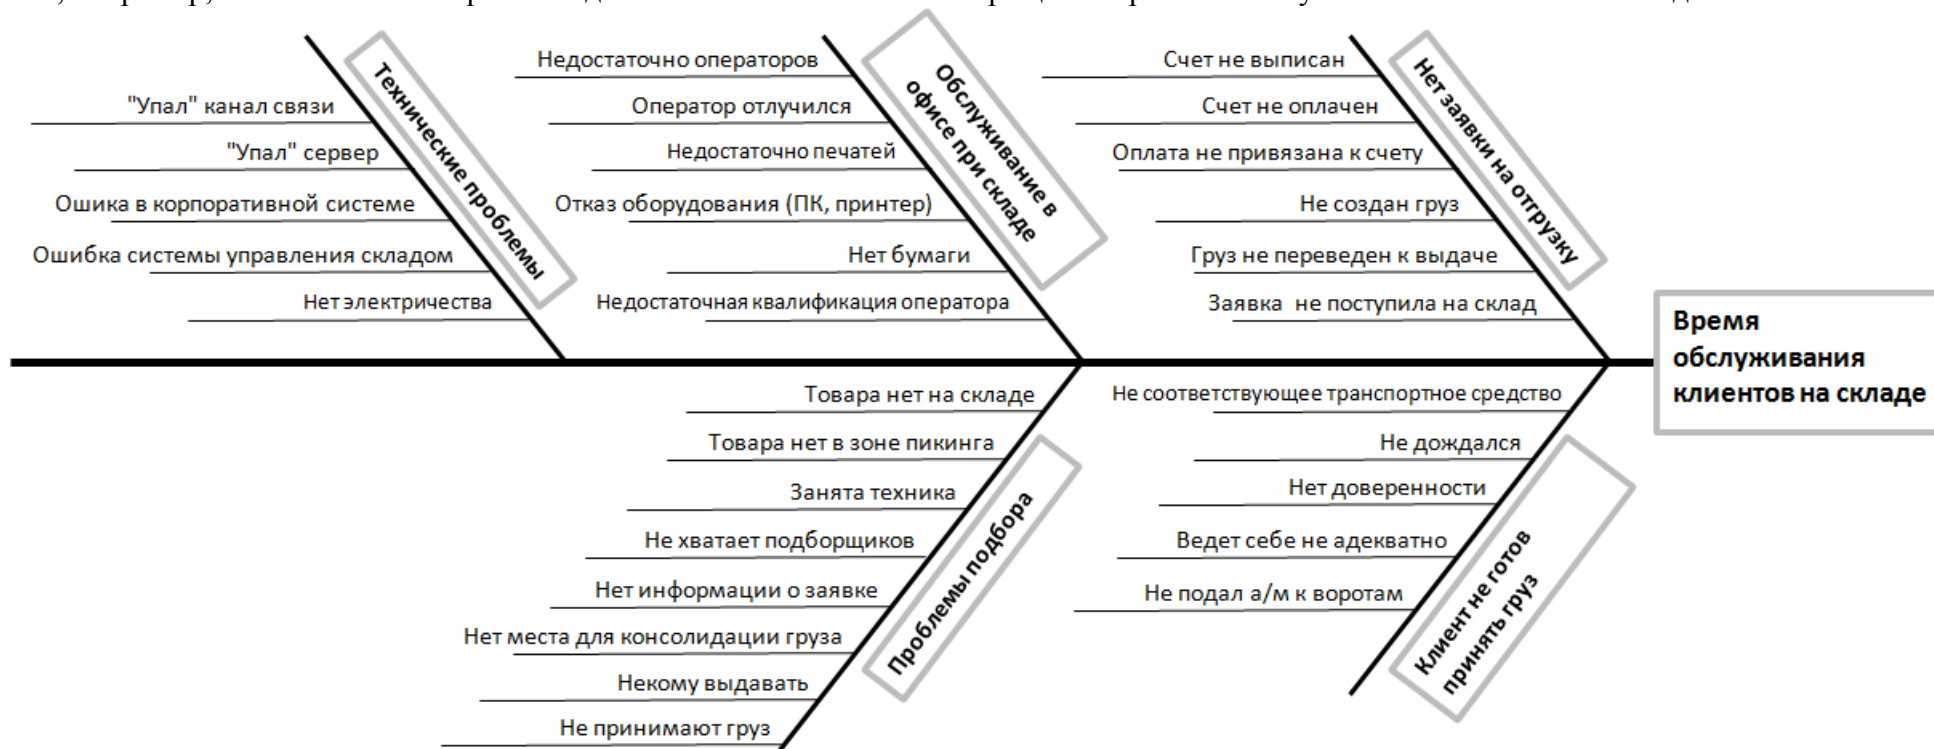 "Упал" канал связи
"Упал" сервер
Ошика в корпоративной системе
Ошибка системы управления складом
Нет электричества
Технические проблемы
Недостаточно операторов
Оператор отлучился
Недостаточно печатей
Отказ оборудования (ПК, принтер)
Нет бумаги
Недостаточная квалификация оператора
Обслуживание в
офисе при складе
Счет не выписан
Счет не оплачен
Оплата не привязана к счету
Не создан груз
Груз не переведен к выдаче
Заявка не поступила на склад
Нет заявки на отгрузку
Время
обслуживания
клиентов на складе
Товара нет на складе
Товара нет в зоне пикинга
Занята техника
Не хватает подборщиков
Нет информации о заявке
Нет места для консолидации груза
Некому выдавать
Не принимают груз
Проблемы подбора
Не соответствующее транспортное средство
Не дождался
Нет доверенности
Ведет себе не адекватно
Не подал а/м к воротам
Клиент не готов
принять груз